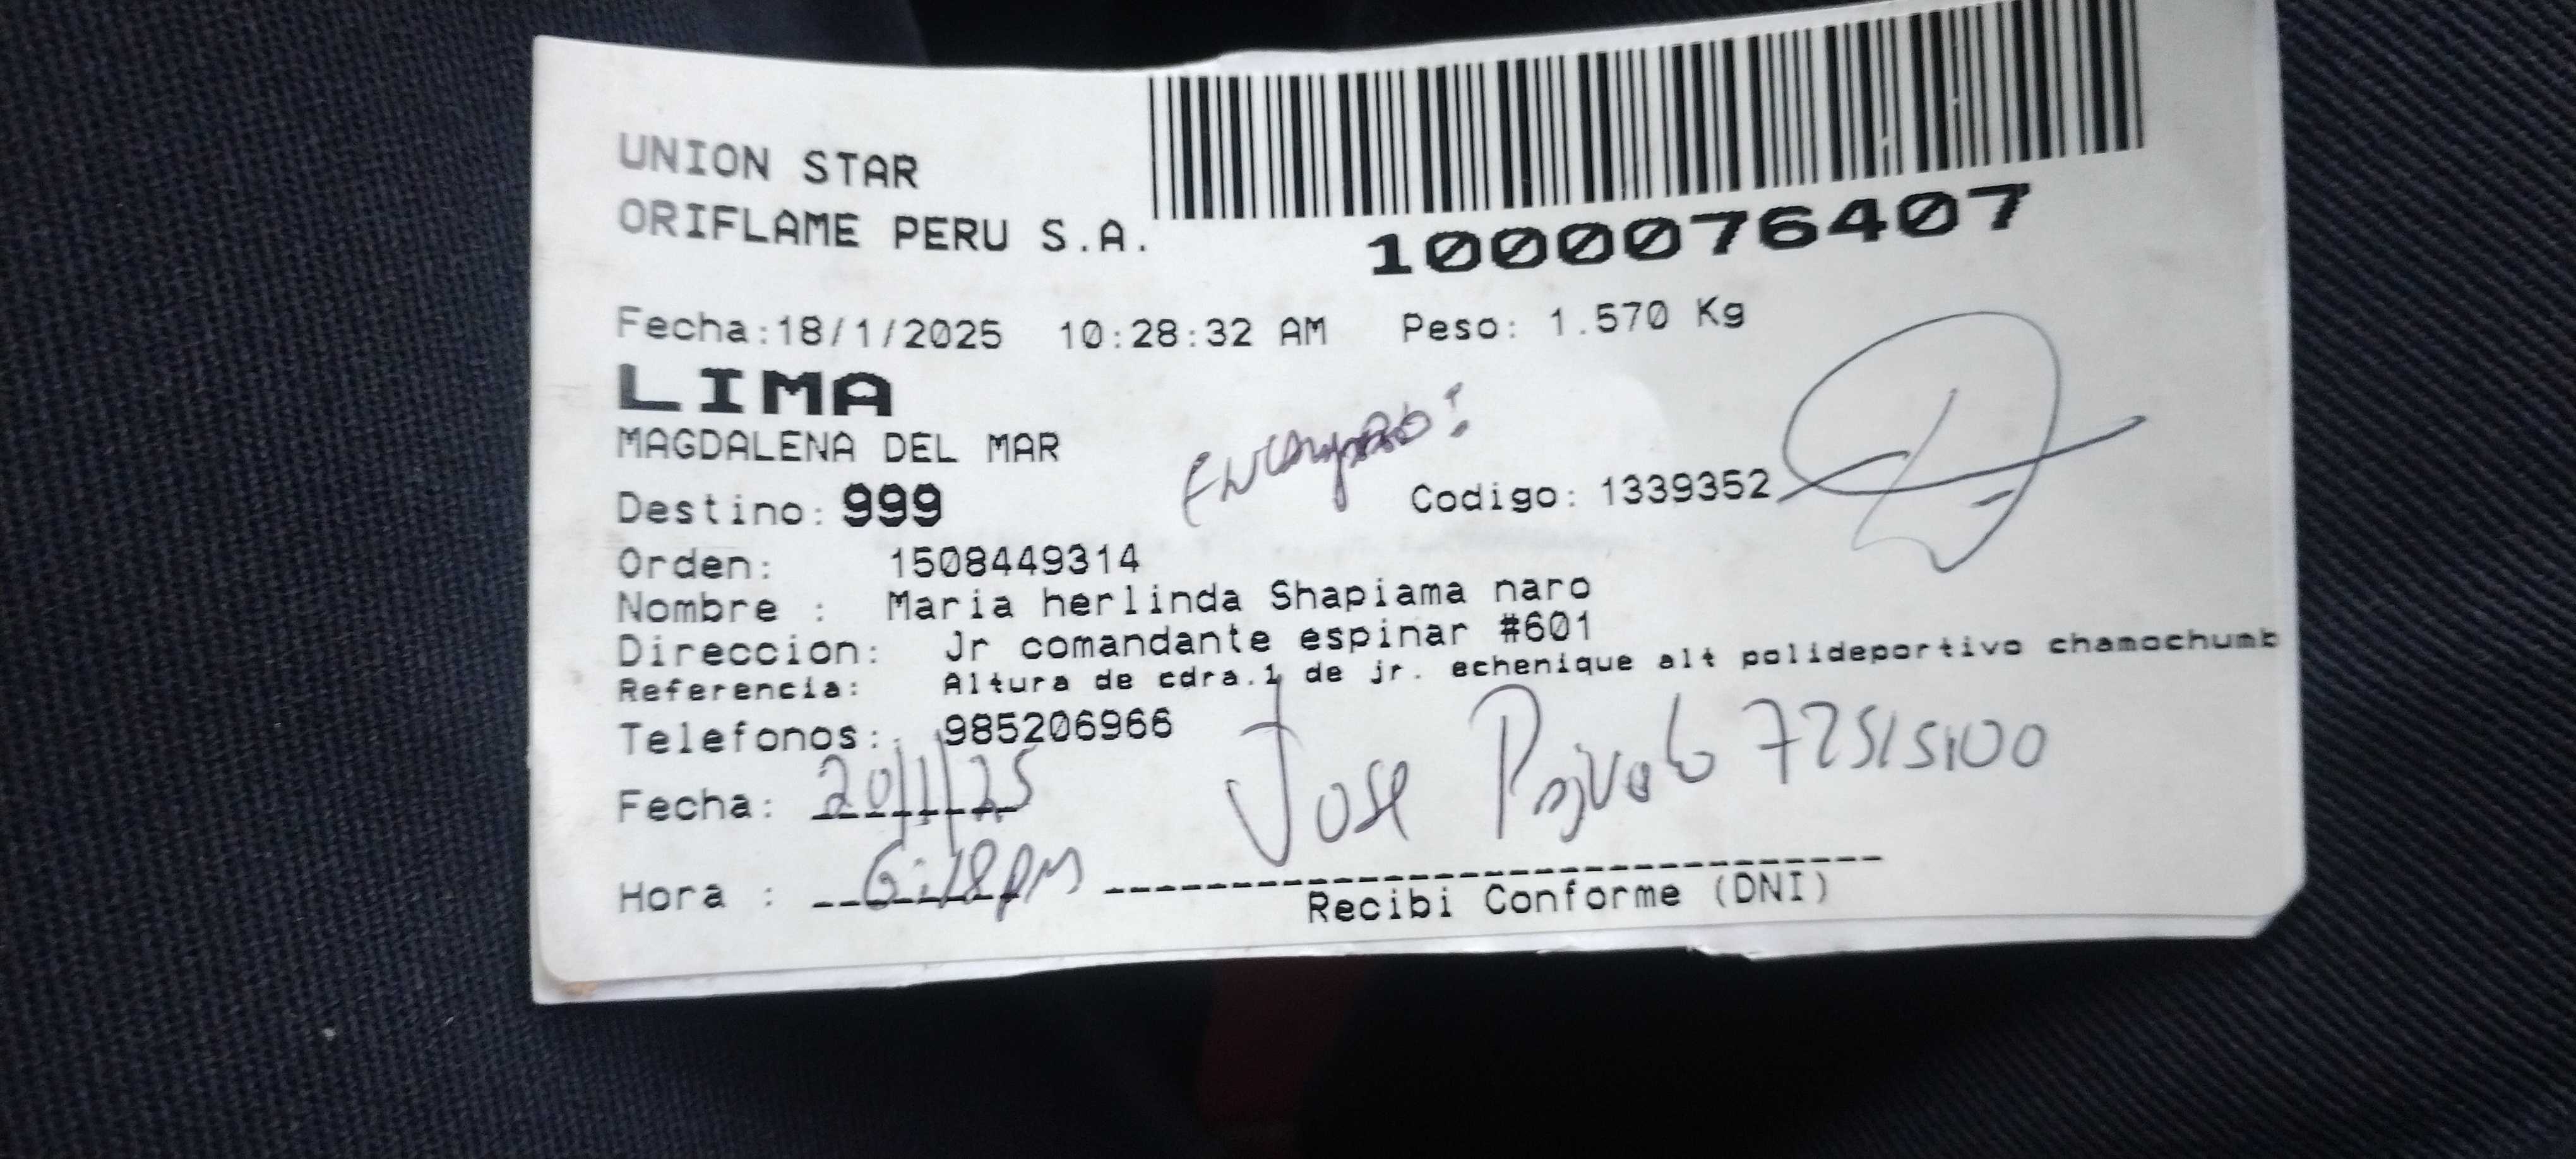 UNION STAR
ORIFLAME PERU S.A.
1000076407
Fecha:18/1/2025 10:28:32 AM Peso: 1.570 Kg
LIMA
MAGDALENA DEL MAR
Destino: 999 Codigo: 1339352
Orden: 1508449314
Nombre : Maria herlinda Shapiama naro
Direccion: Jr comandante espinar #601
Referencia: Altura de cdra.1 de jr. echenique alt polideportivo chamochumb
Telefonos: 985206966
Jose 72515100
Fecha: 20/1/25
Hora : 6:18pm
Recibi Conforme (DNI)